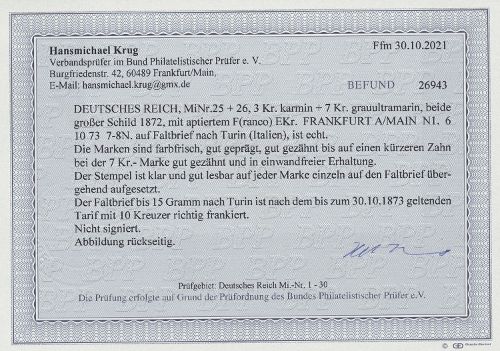 Hansmichael Krug
Ffm 30.10.2021
Verbandsprüfer im Bund Philatelistischer Prüfer e. V.
Burgfriedenstr. 42, 60489 Frankfurt/Main,
E-Mail: hansmichael.krug@gmx.de
BEFUND 26943
DEUTSCHES REICH, MiNr.25 + 26, 3 Kr. karmin + 7 Kr. grauultramarin, beide
großer Schild 1872, mit aptiertem F(ranco) EKr. FRANKFURT A/MAIN N1. 6
10 73 7-8N. auf Faltbrief nach Turin (Italien), ist echt.
Die Marken sind farbfrisch, gut geprägt, gut gezähnt bis auf einen kürzeren Zahn
bei der 7 Kr.- Marke gut gezähnt und in einwandfreier Erhaltung.
Der Stempel ist klar und gut lesbar auf jeder Marke einzeln auf den Faltbrief über-
gehend aufgesetzt.
Der Faltbrief bis 15 Gramm nach Turin ist nach dem bis zum 30.10.1873 geltenden
Tarif mit 10 Kreuzer richtig frankiert.
Nicht signiert.
Abbildung rückseitig.
Prüfgebiet: Deutsches Reich Mi.-Nr. 1 - 30
Die Prüfung erfolgte auf Grund der Prüfordnung des Bundes Philatelistischer Prüfer e.V.